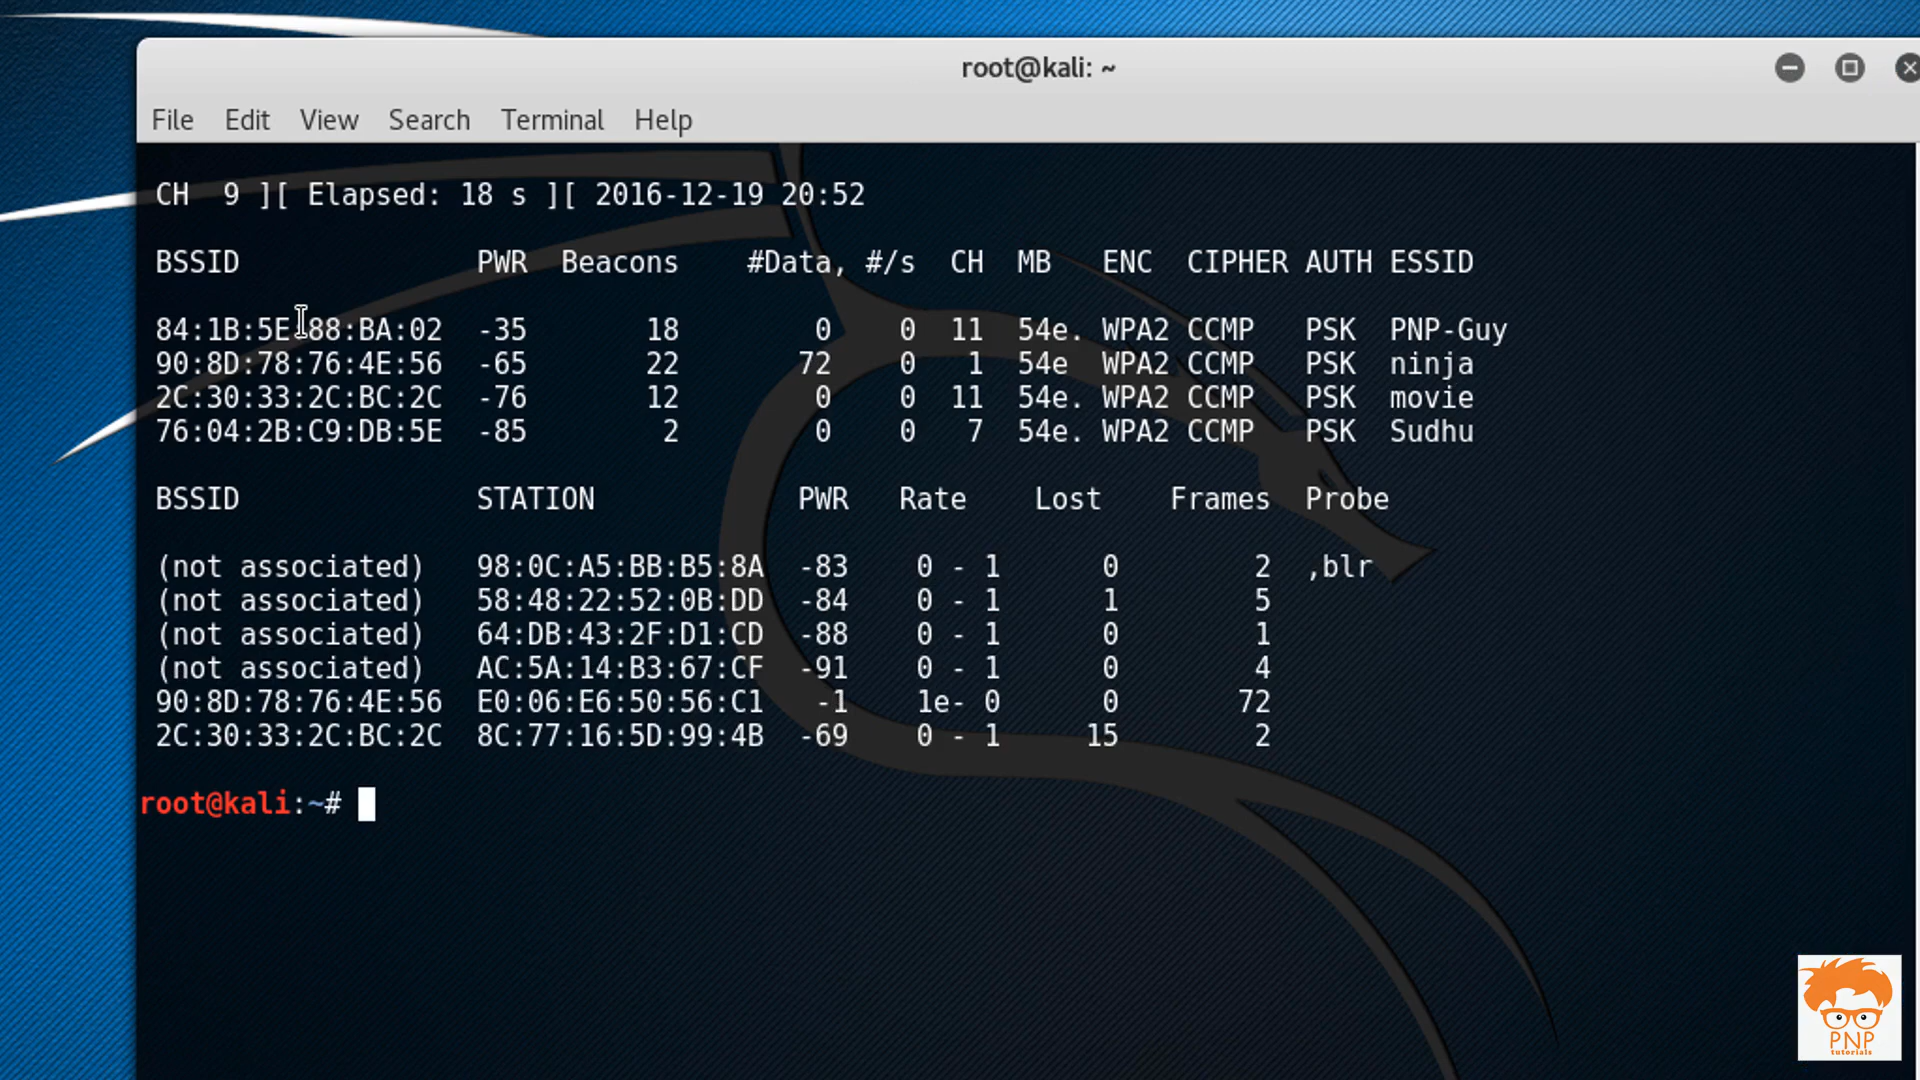 root@kali: ~
File Edit View Search Terminal Help
CH 9 ][ Elapsed: 18 s ][ 2016-12-19 20:52
BSSID PWR Beacons #Data, #/s CH MB ENC CIPHER AUTH ESSID
84:1B:5E:88:BA:02 -35 18 0 0 11 54e. WPA2 CCMP PSK PNP-Guy
90:8D:78:76:4E:56 -65 22 72 0 1 54e WPA2 CCMP PSK ninja
2C:30:33:2C:BC:2C -76 12 0 0 11 54e. WPA2 CCMP PSK movie
76:04:2B:C9:DB:5E -85 2 0 0 7 54e. WPA2 CCMP PSK Sudhu
BSSID STATION PWR Rate Lost Frames Probe
(not associated) 98:0C:A5:BB:B5:8A -83 0 - 1 0 2 ,blr
(not associated) 58:48:22:52:0B:DD -84 0 - 1 1 5
(not associated) 64:DB:43:2F:D1:CD -88 0 - 1 0 1
(not associated) AC:5A:14:B3:67:CF -91 0 - 1 0 4
90:8D:78:76:4E:56 E0:06:E6:50:56:C1 -1 1e- 0 0 72
2C:30:33:2C:BC:2C 8C:77:16:5D:99:4B -69 0 - 1 15 2
root@kali:~#
PNP
tutorials